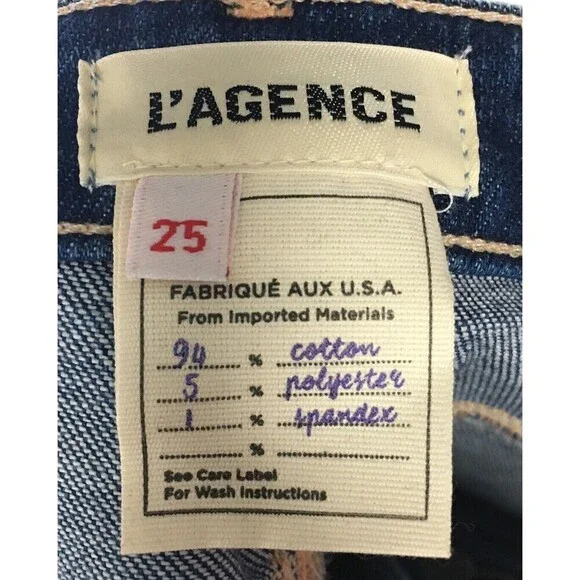 L'AGENCE
25
FABRIQUÉ AUX U.S.A.
From Imported Materials
94 % cotton
5 % polyester
1 % spandex
%
See Care Label
For Wash Instructions